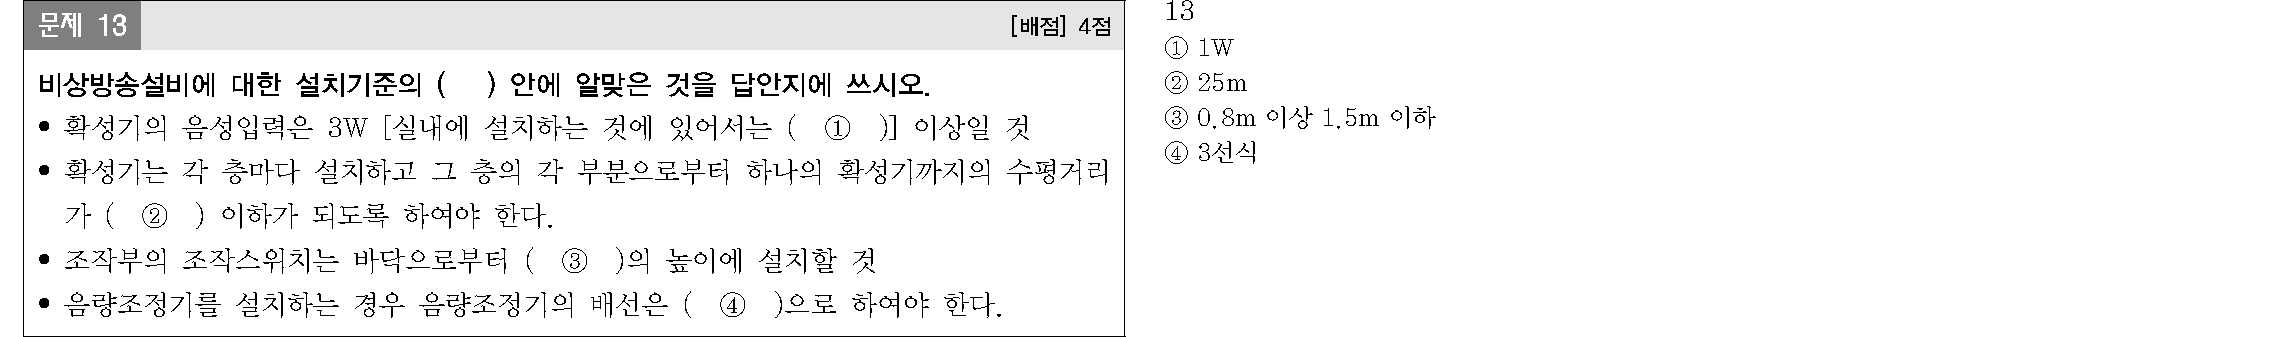 문제 13 [배점] 4점
비상방송설비에 대한 설치기준의 (    ) 안에 알맞은 것을 답안지에 쓰시오.
• 확성기의 음성입력은 3W [실내에 설치하는 것에 있어서는 ( ① )] 이상일 것
• 확성기는 각 층마다 설치하고 그 층의 각 부분으로부터 하나의 확성기까지의 수평거리
가 ( ② ) 이하가 되도록 하여야 한다.
• 조작부의 조작스위치는 바닥으로부터 ( ③ )의 높이에 설치할 것
• 음량조정기를 설치하는 경우 음량조정기의 배선은 ( ④ )으로 하여야 한다.
13
① 1W
② 25m
③ 0.8m 이상 1.5m 이하
④ 3선식